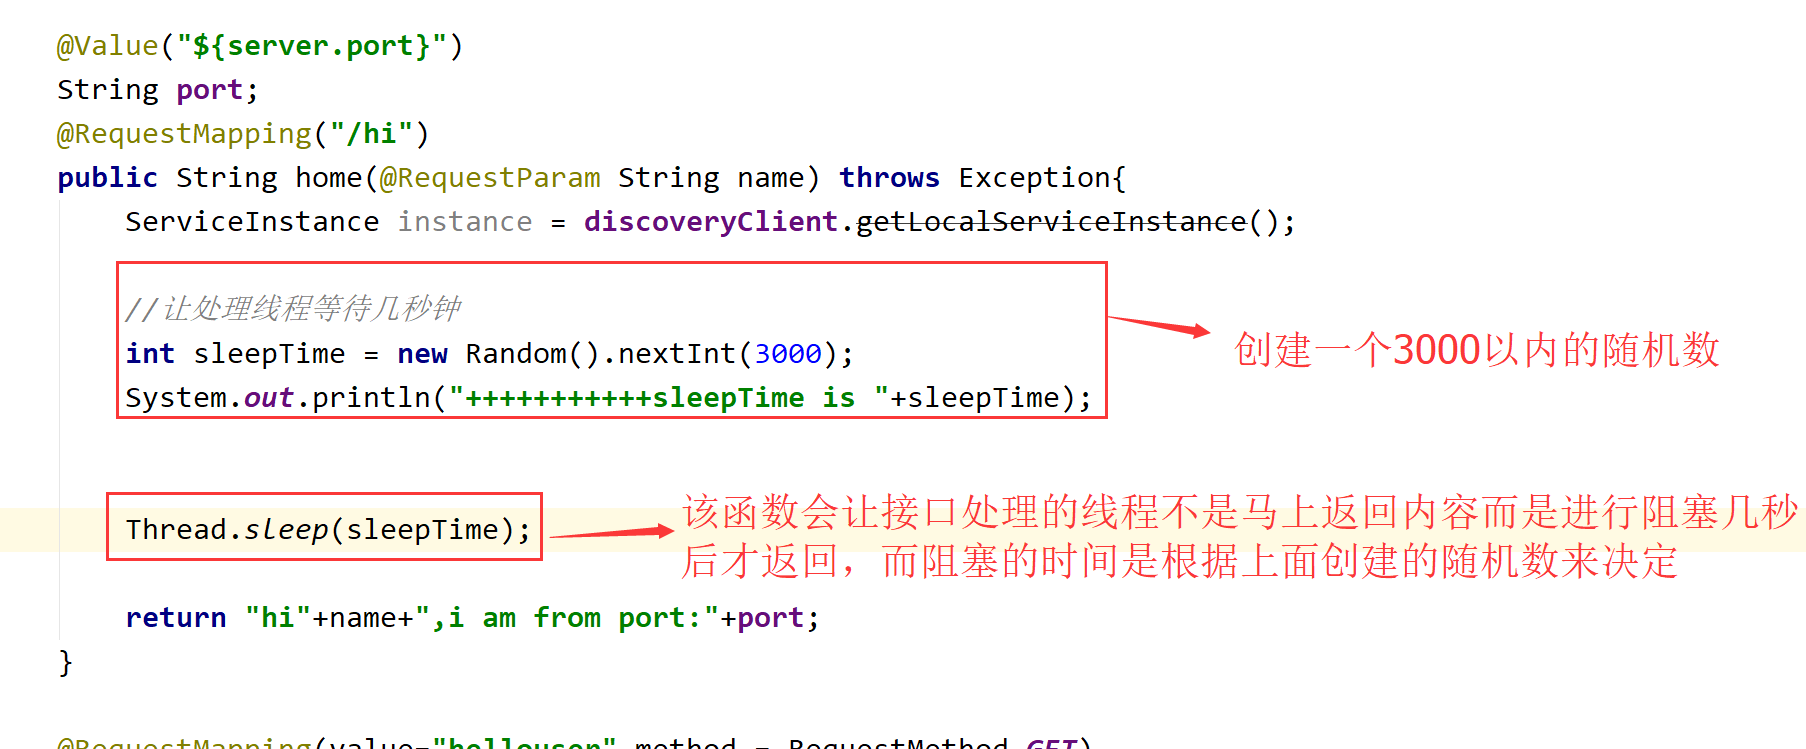 @Value("${server.port}")
String port;
@RequestMapping("/hi")
public String home(@RequestParam String name) throws Exception{
ServiceInstance instance = discoveryClient.getLocalServiceInstance();
//让处理线程等待几秒钟
int sleepTime = new Random().nextInt(3000);
创建一个3000以内的随机数
System.out.println("+++++++++++sleepTime is "+sleepTime);
Thread.sleep(sleepTime);
该函数会让接口处理的线程不是马上返回内容而是进行阻塞几秒
后才返回，而阻塞的时间是根据上面创建的随机数来决定
return "hi"+name+",i am from port:"+port;
}
@RequestMapping(value="hellouser" method = RequestMethod.GET)